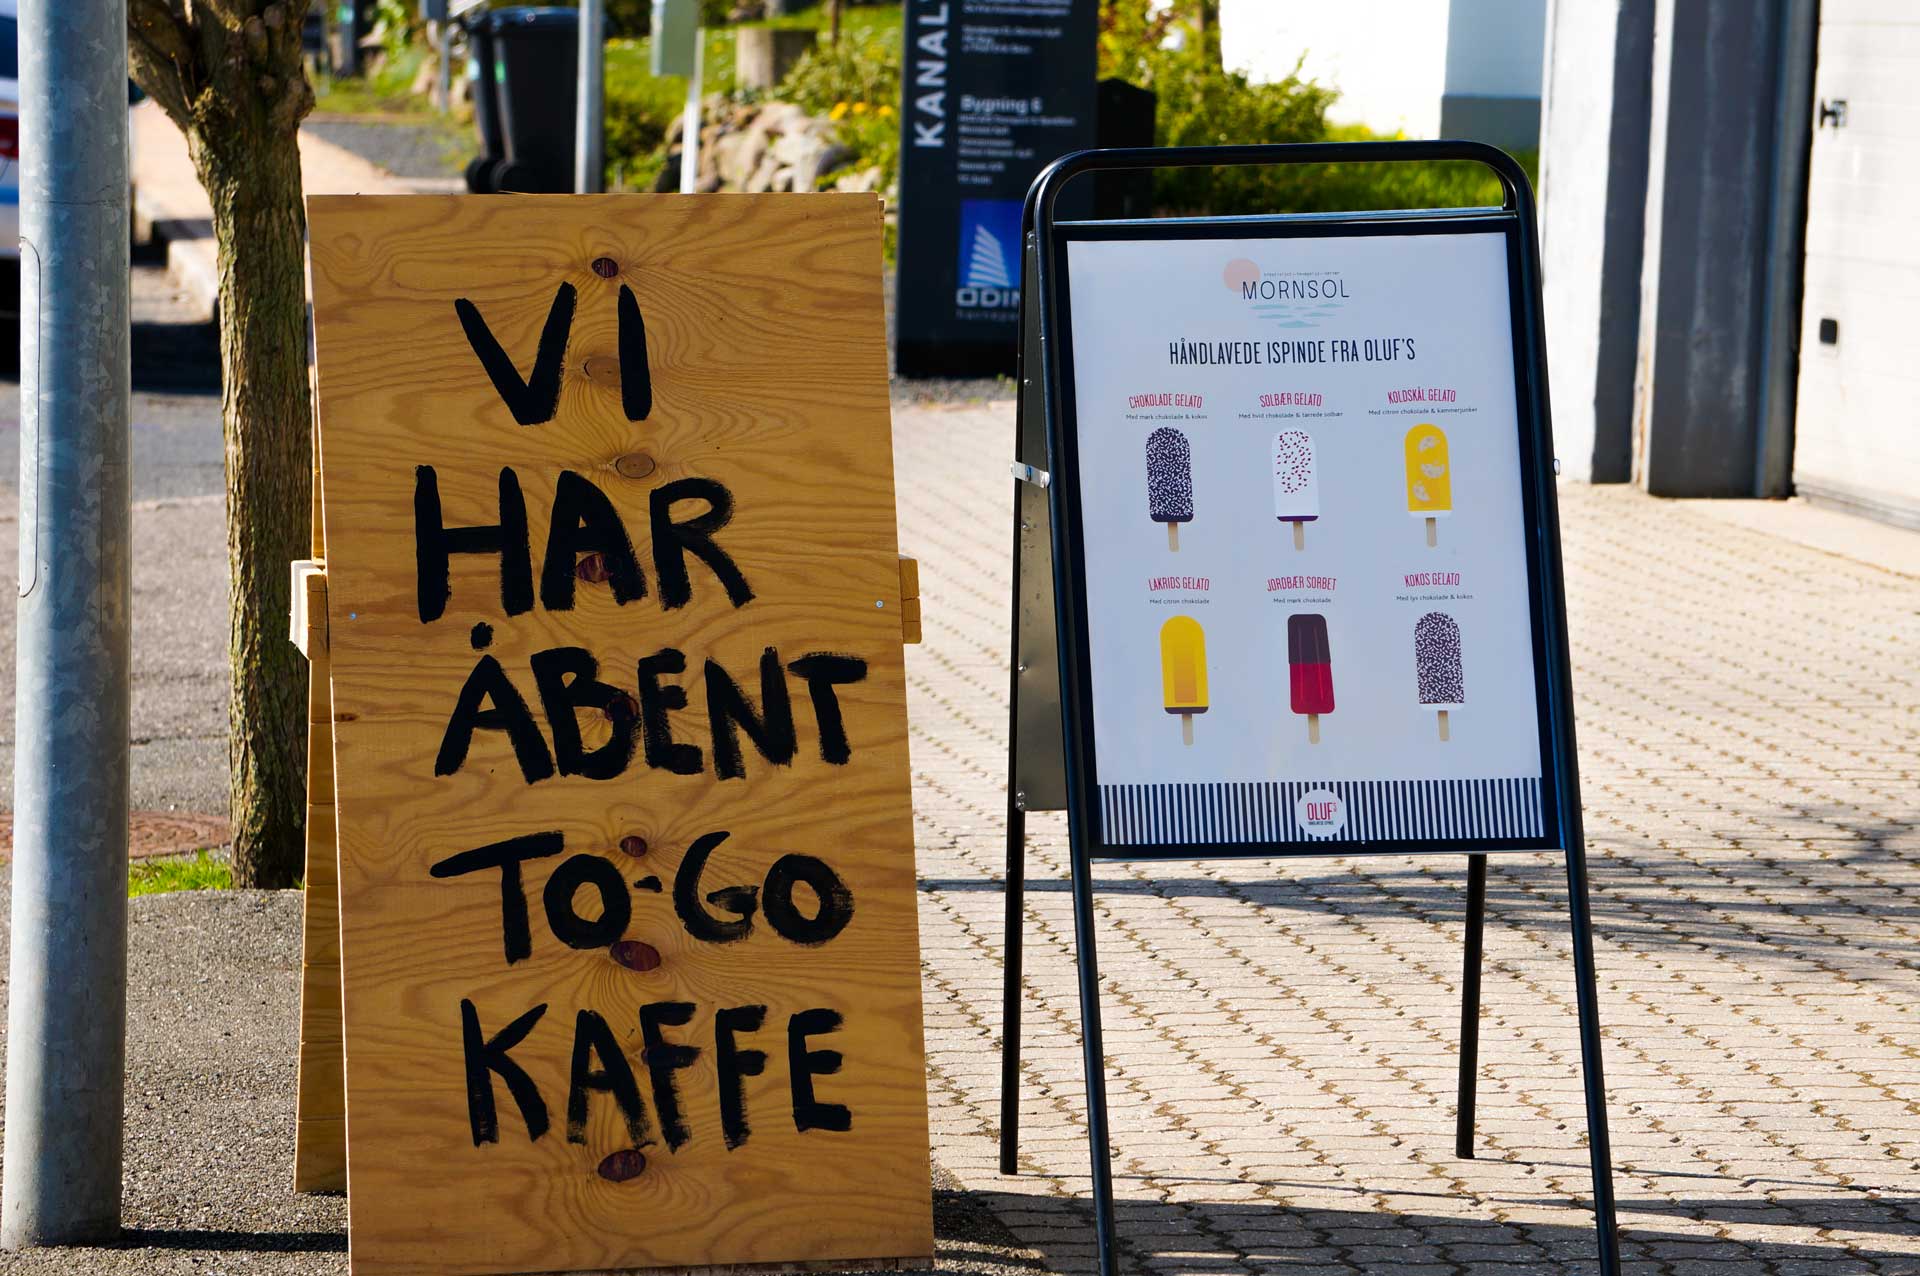 VI
HAR
ÅBENT
TO-GO
KAFFE
MORNSOL
HÅNDLAVEDE ISPINDE FRA OLUF'S
CHOKOLADE GELATO
Med mørk chokolade & kokos
SOLBÆR GELATO
Med hvid chokolade & tørrede solbær
KOLDSKÅL GELATO
Med citron chokolade & kammerjunker
LAKRIDS GELATO
Med citron chokolade
JORDBÆR SORBET
Med mørk chokolade
KOKOS GELATO
Med lys chokolade & kokos
OLUF'S
KANAL
Bygning 6
ODIN